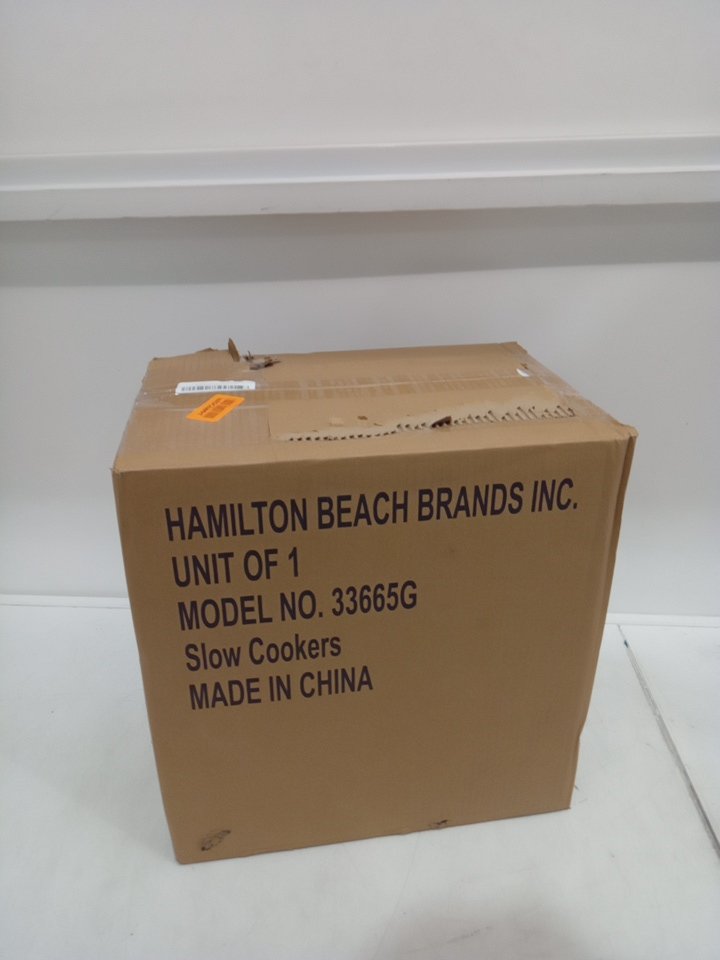 HAMILTON BEACH BRANDS INC.
UNIT OF 1
MODEL NO. 33665G
Slow Cookers
MADE IN CHINA